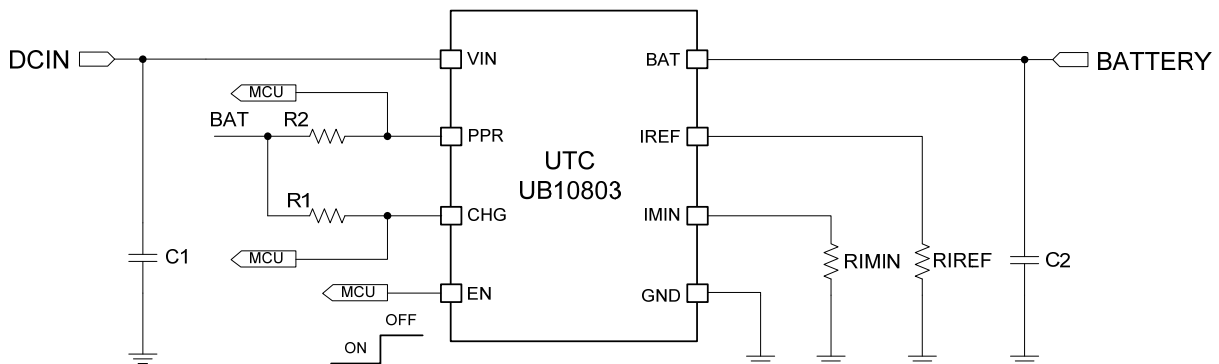 DCIN
VIN
BAT
BATTERY
MCU
BAT
R2
PPR
IREF
UTC
UB10803
R1
CHG
IMIN
MCU
C1
RIMIN
RIREF
C2
MCU
EN
GND
OFF
ON